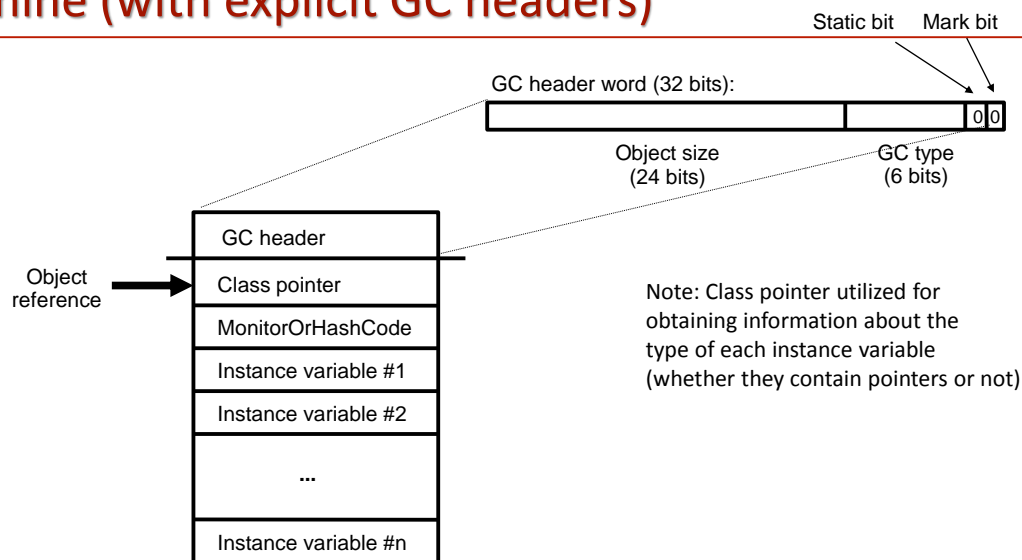 (with explicit GC headers)
Static bit Mark bit
GC header word (32 bits):
0 0
Object size
(24 bits)
GC type
(6 bits)
GC header
Object
reference
Class pointer
MonitorOrHashCode
Instance variable #1
Instance variable #2
...
Instance variable #n
Note: Class pointer utilized for
obtaining information about the
type of each instance variable
(whether they contain pointers or not)